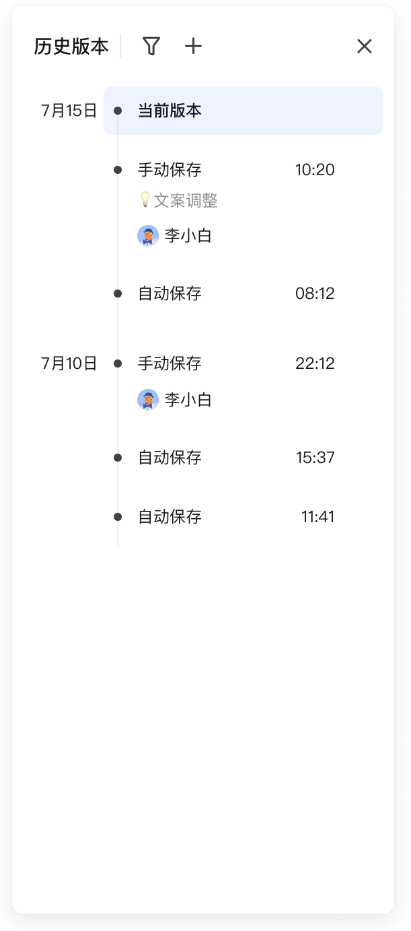 历史版本
7月15日 当前版本
手动保存 10:20
💡文案调整
李小白
自动保存 08:12
7月10日 手动保存 22:12
李小白
自动保存 15:37
自动保存 11:41